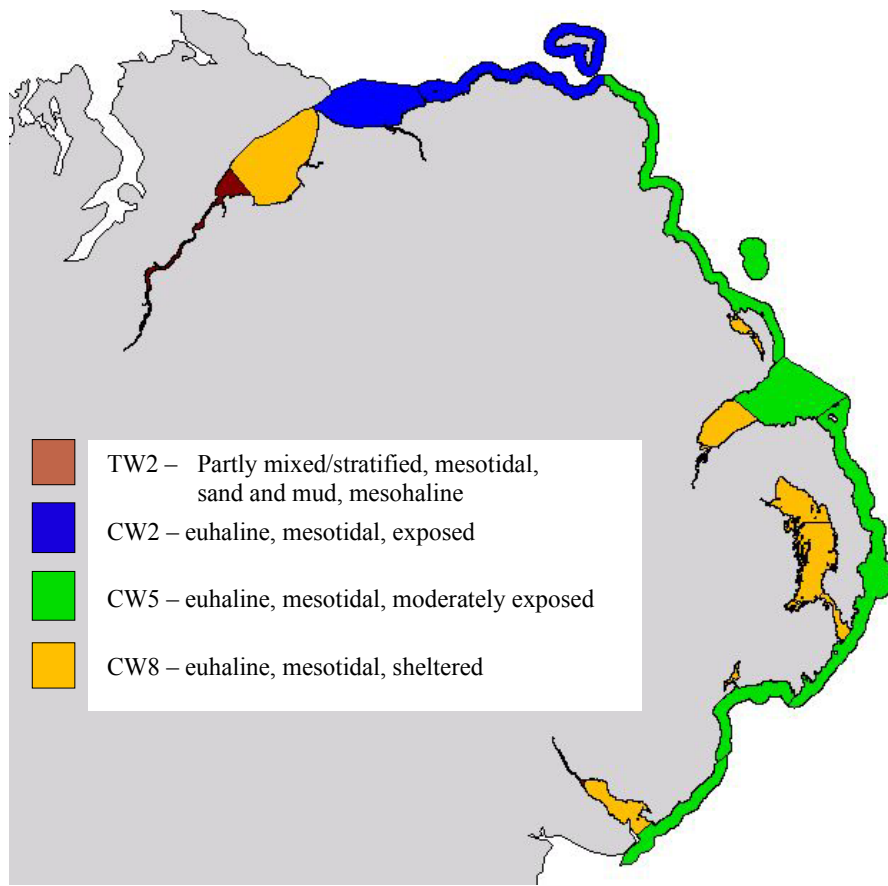 TW2 – Partly mixed/stratified, mesotidal,
sand and mud, mesohaline
CW2 – euhaline, mesotidal, exposed
CW5 – euhaline, mesotidal, moderately exposed
CW8 – euhaline, mesotidal, sheltered